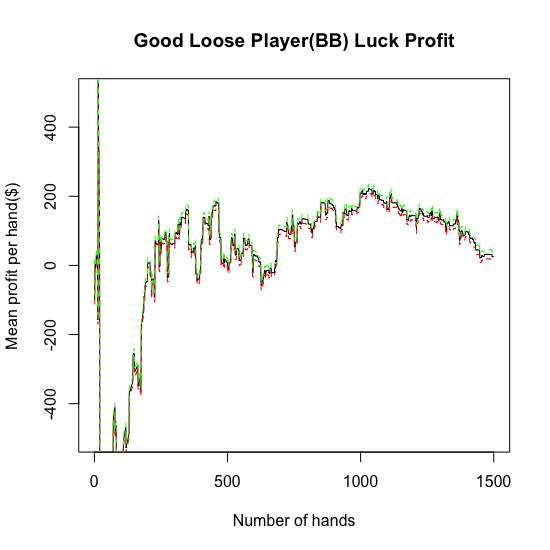 Good Loose Player(BB) Luck Profit
Mean profit per hand($)
400
200
0
-200
-400
0 500 1000 1500
Number of hands